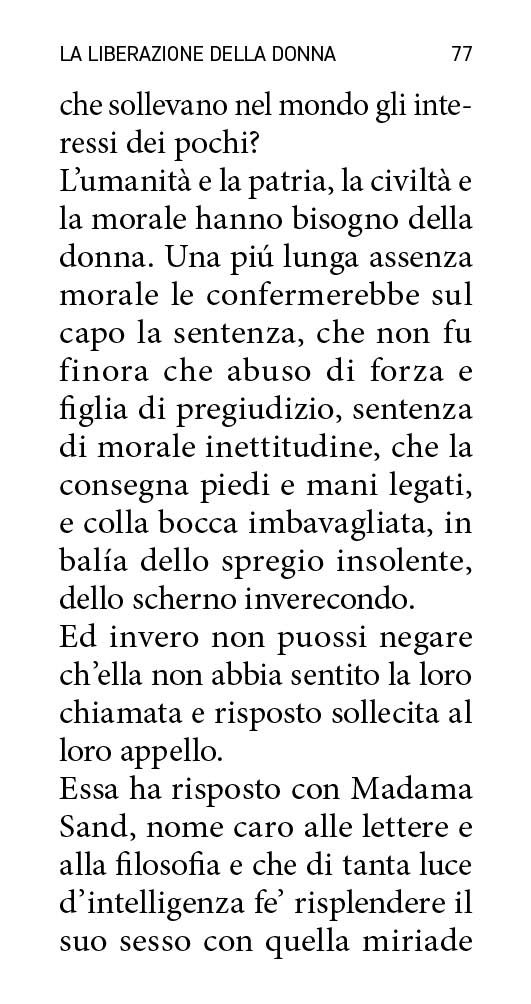 LA LIBERAZIONE DELLA DONNA 77
che sollevano nel mondo gli inte-
ressi dei pochi?
L’umanità e la patria, la civiltà e
la morale hanno bisogno della
donna. Una piú lunga assenza
morale le confermerebbe sul
capo la sentenza, che non fu
finora che abuso di forza e
figlia di pregiudizio, sentenza
di morale inettitudine, che la
consegna piedi e mani legati,
e colla bocca imbavagliata, in
balía dello spregio insolente,
dello scherno inverecondo.
Ed invero non puossi negare
ch’ella non abbia sentito la loro
chiamata e risposto sollecita al
loro appello.
Essa ha risposto con Madama
Sand, nome caro alle lettere e
alla filosofia e che di tanta luce
d’intelligenza fe’ risplendere il
suo sesso con quella miriade